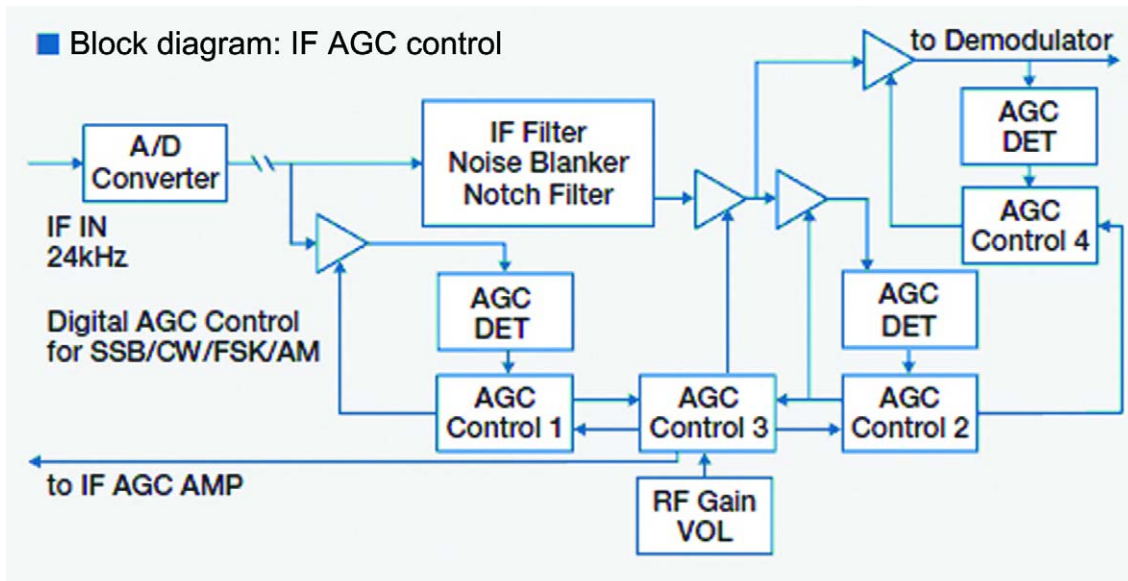 Block diagram: IF AGC control
to Demodulator
A/D
Converter
IF Filter
Noise Blanker
Notch Filter
AGC
DET
IF IN
24kHz
AGC
Control 4
AGC
DET
AGC
DET
Digital AGC Control
for SSB/CW/FSK/AM
AGC
Control 1
AGC
Control 3
AGC
Control 2
to IF AGC AMP
RF Gain
VOL